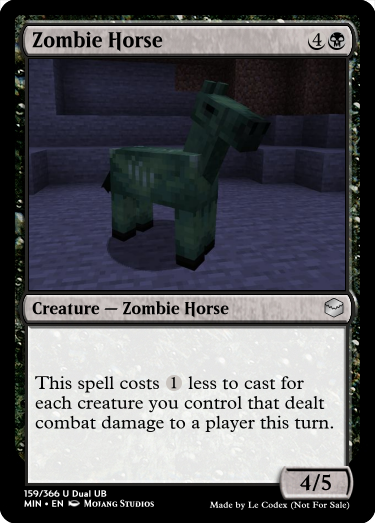 Zombie Horse 4
Creature — Zombie Horse
This spell costs 1 less to cast for
each creature you control that dealt
combat damage to a player this turn.
4/5
159/366 U Dual UB
MIN • EN Mojang Studios
Made by Le Codex (Not For Sale)